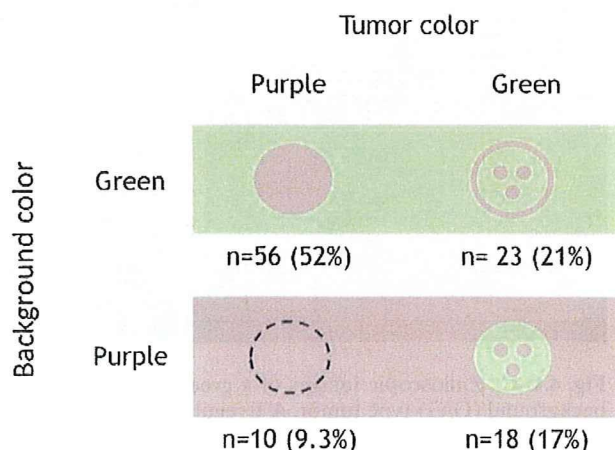 Tumor color
Purple Green
Background color
Green
n=56 (52%) n= 23 (21%)
Purple
n=10 (9.3%) n=18 (17%)